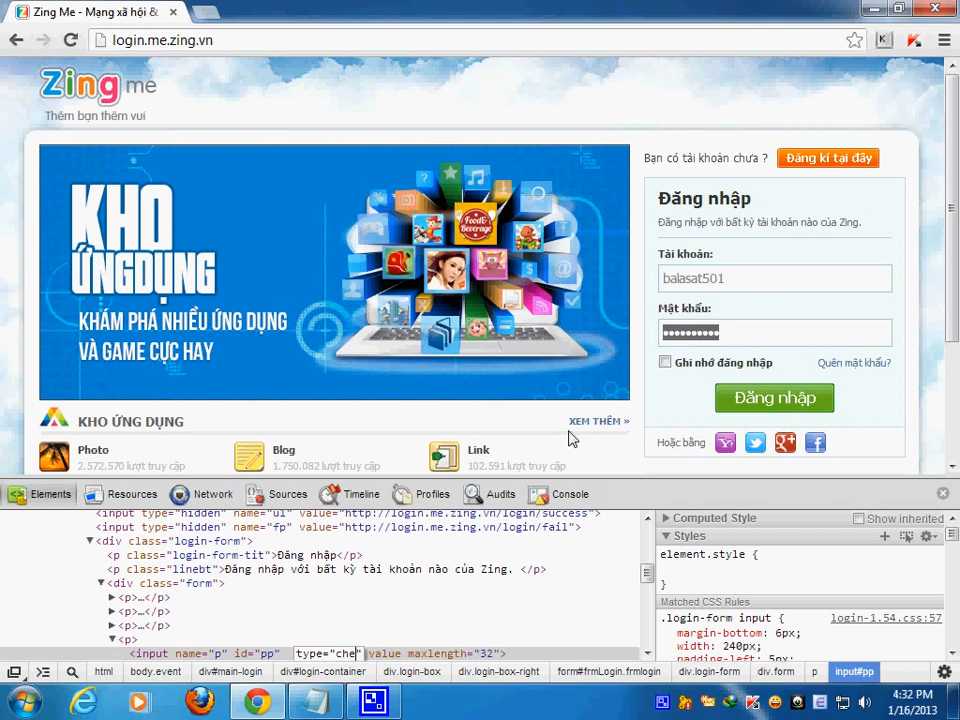 Zing Me - Mạng xã hội &
login.me.zing.vn
Zing me
Thêm bạn thêm vui
KHO
ỨNGDỤNG
KHÁM PHÁ NHIỀU ỨNG DỤNG
VÀ GAME CỰC HAY
Food&
Beverage
Bạn có tài khoản chưa ? Đăng kí tại đây
Đăng nhập
Đăng nhập với bất kỳ tài khoản nào của Zing.
Tài khoản:
balasat501
Mật khẩu:
Ghi nhớ đăng nhập Quên mật khẩu?
Đăng nhập
Hoặc bằng
KHO ỨNG DỤNG XEM THÊM »
Photo
2.572.570 lượt truy cập
Blog
1.750.082 lượt truy cập
Link
102.591 lượt truy cập
Elements Resources Network Sources Timeline Profiles Audits Console
<input type="hidden" name="u1" value="http://login.me.zing.vn/login/success">
<input type="hidden" name="fp" value="http://login.me.zing.vn/login/fail">
▼<div class="login-form">
<p class="login-form-tit">Đăng nhập</p>
<p class="linebt">Đăng nhập với bất kỳ tài khoản nào của Zing. </p>
▼<div class="form">
▶<p>…</p>
▶<p>…</p>
▶<p>…</p>
▼<p>
<input name="p" id="pp" type="che" value maxlength="32">
▶ Computed Style Show inherited
▼ Styles
element.style {
}
Matched CSS Rules
.login-form input { login-1.54.css:57
margin-bottom: 6px;
width: 240px;
padding-left: 5px;
html body.event div#main-login div#login-container div.login-box div.login-box-right form#frmLogin.frmlogin div.login-form div.form p input#pp
4:32 PM
1/16/2013